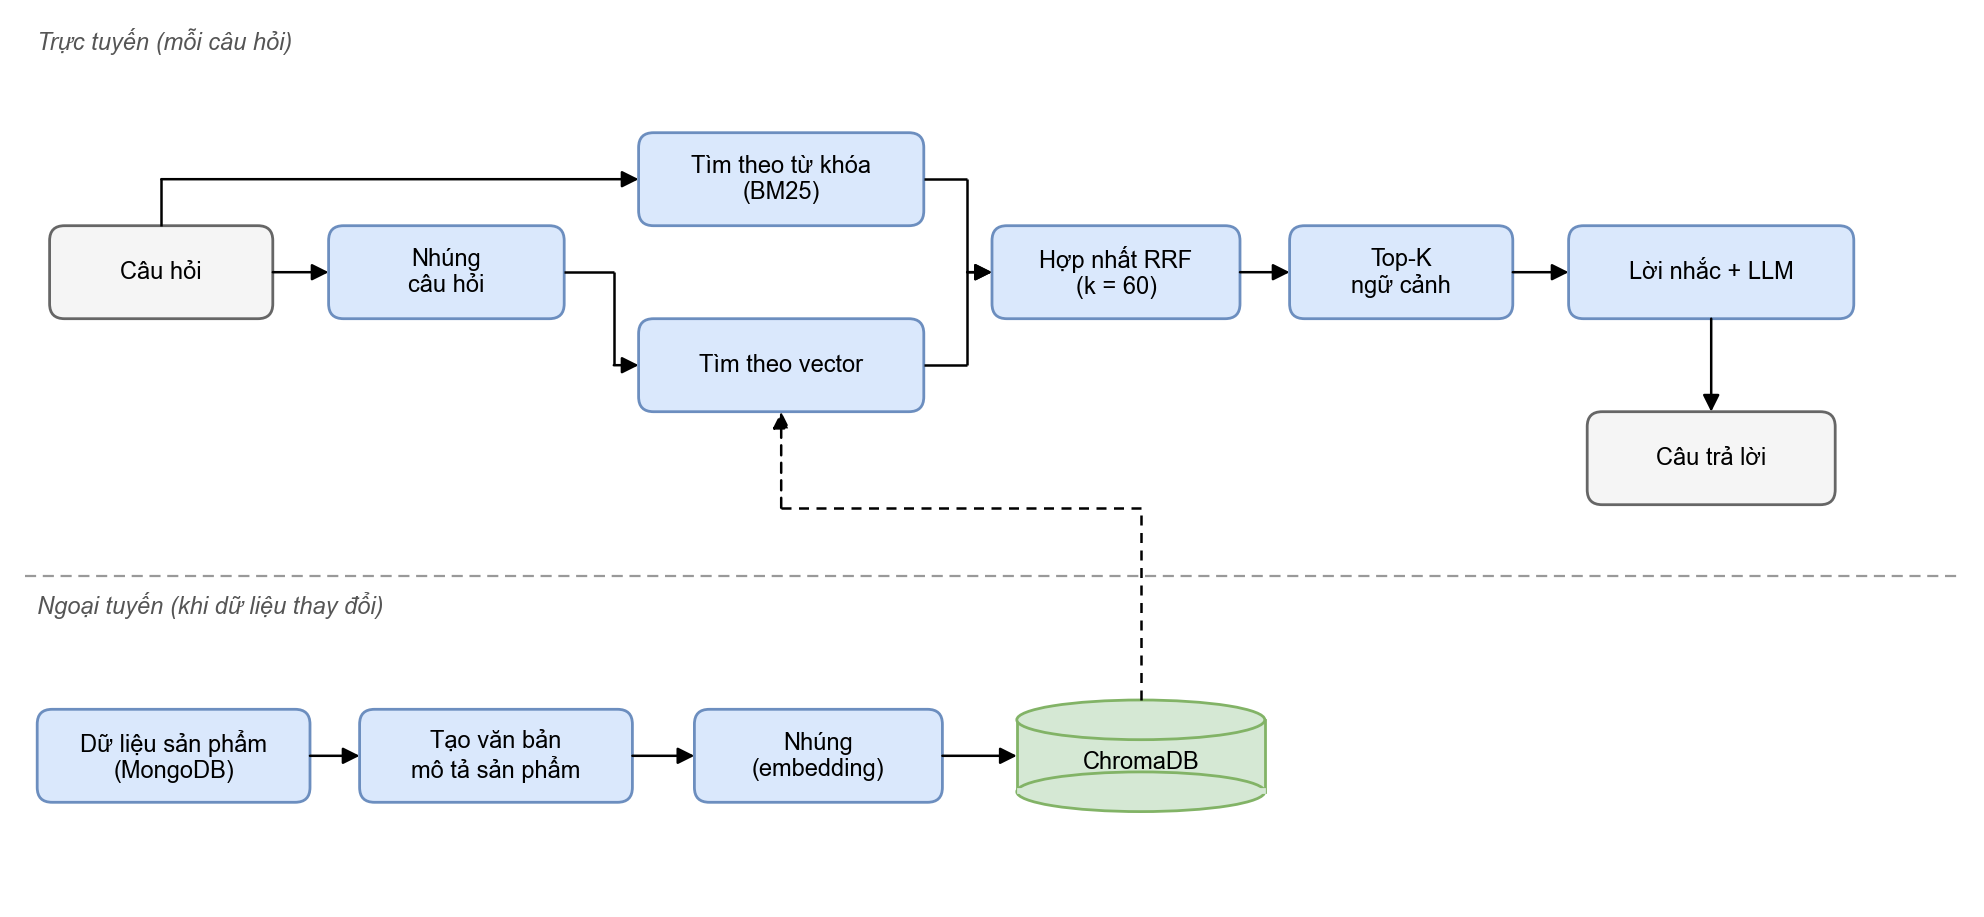 Trực tuyến (mỗi câu hỏi)
Tìm theo từ khóa
(BM25)
Câu hỏi
Nhúng
câu hỏi
Tìm theo vector
Hợp nhất RRF
(k = 60)
Top-K
ngữ cảnh
Lời nhắc + LLM
Câu trả lời
Ngoại tuyến (khi dữ liệu thay đổi)
Dữ liệu sản phẩm
(MongoDB)
Tạo văn bản
mô tả sản phẩm
Nhúng
(embedding)
ChromaDB